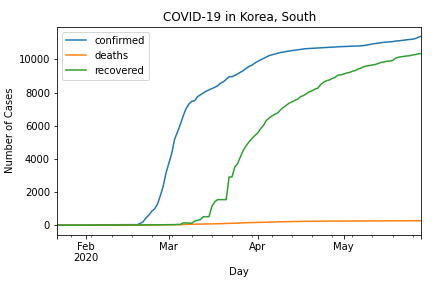 COVID-19 in Korea, South
confirmed
deaths
recovered
Number of Cases
10000
8000
6000
4000
2000
0
Feb
2020
Mar
Apr
May
Day